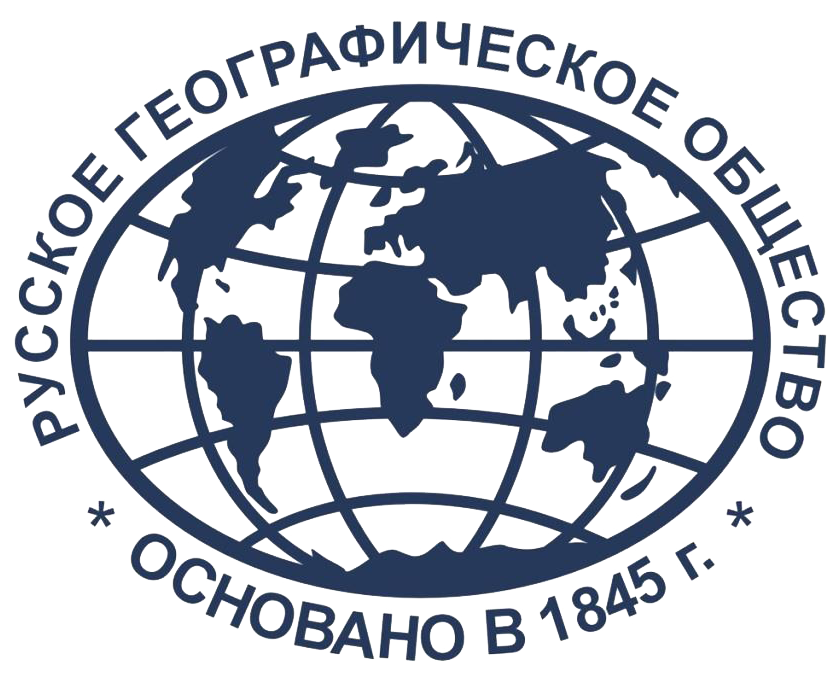 РУССКОЕ ГЕОГРАФИЧЕСКОЕ ОБЩЕСТВО
* ОСНОВАНО В 1845 г. *